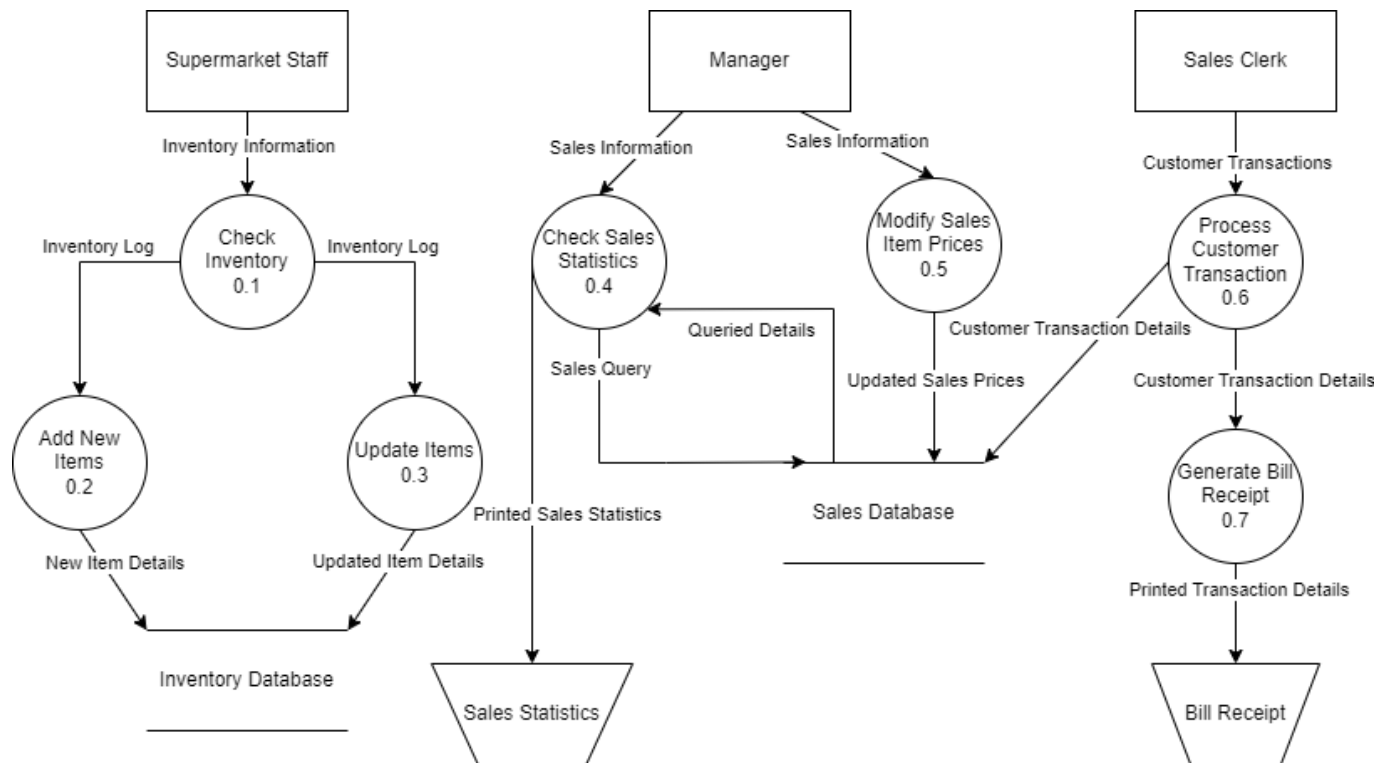 Supermarket Staff
Manager
Sales Clerk
Inventory Information
Sales Information
Sales Information
Customer Transactions
Inventory Log
Check
Inventory
0.1
Inventory Log
Check Sales
Statistics
0.4
Modify Sales
Item Prices
0.5
Process
Customer
Transaction
0.6
Queried Details
Customer Transaction Details
Sales Query
Updated Sales Prices
Customer Transaction Details
Add New
Items
0.2
Update Items
0.3
Generate Bill
Receipt
0.7
Printed Sales Statistics
Sales Database
New Item Details
Updated Item Details
Printed Transaction Details
Inventory Database
Sales Statistics
Bill Receipt